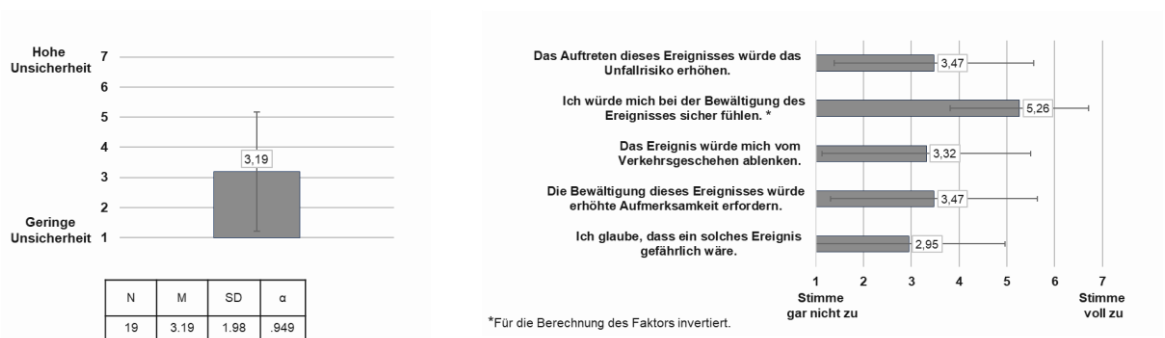 Hohe
Unsicherheit
7
6
5
4
3,19
3
2
Geringe
Unsicherheit
1
N M SD α
19 3.19 1.98 .949
Das Auftreten dieses Ereignisses würde das
Unfallrisiko erhöhen.
3,47
Ich würde mich bei der Bewältigung des
Ereignisses sicher fühlen. *
5,26
Das Ereignis würde mich vom
Verkehrsgeschehen ablenken.
3,32
Die Bewältigung dieses Ereignisses würde
erhöhte Aufmerksamkeit erfordern.
3,47
Ich glaube, dass ein solches Ereignis
gefährlich wäre.
2,95
1 2 3 4 5 6 7
Stimme
gar nicht zu
Stimme
voll zu
*Für die Berechnung des Faktors invertiert.